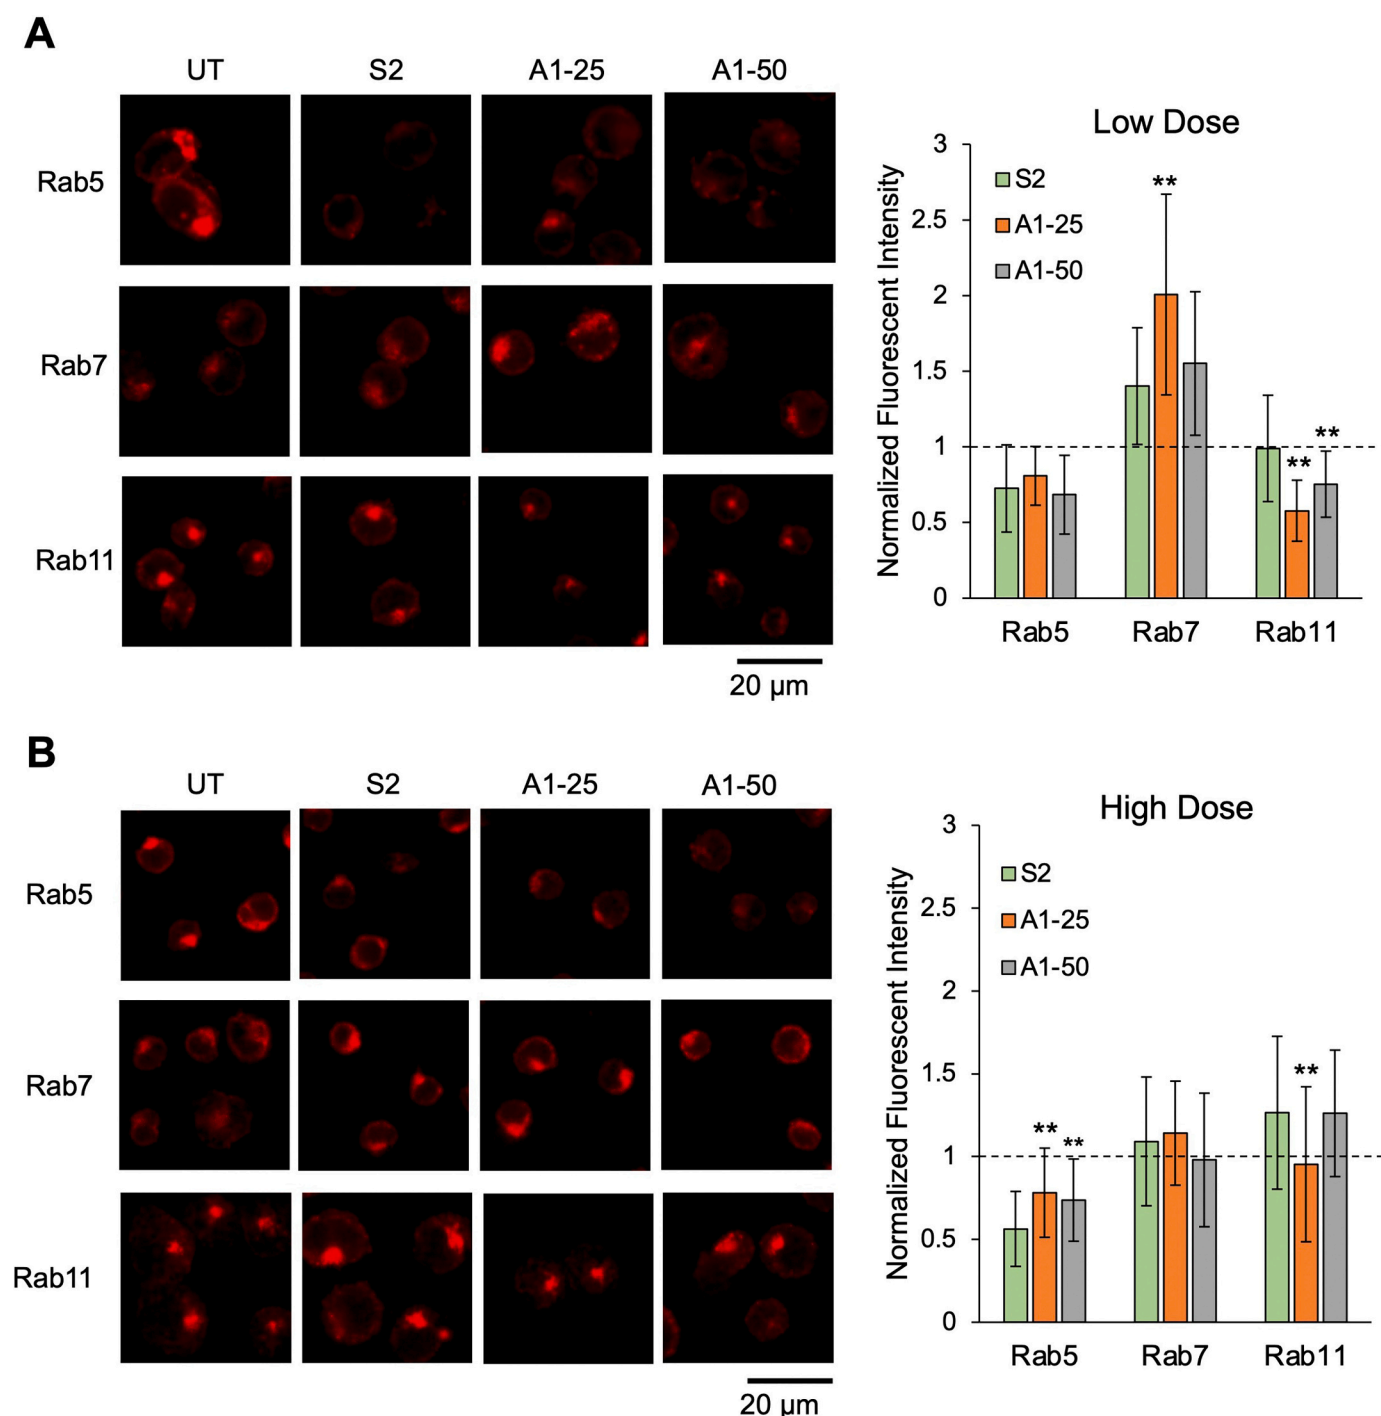 A
UT S2 A1-25 A1-50
Rab5
Rab7
Rab11
20 µm
Low Dose
Normalized Fluorescent Intensity
3
2.5
2
1.5
1
0.5
0
S2
A1-25
A1-50
**
**
**
Rab5 Rab7 Rab11
B
UT S2 A1-25 A1-50
Rab5
Rab7
Rab11
20 µm
High Dose
Normalized Fluorescent Intensity
3
2.5
2
1.5
1
0.5
0
S2
A1-25
A1-50
**
**
**
Rab5 Rab7 Rab11